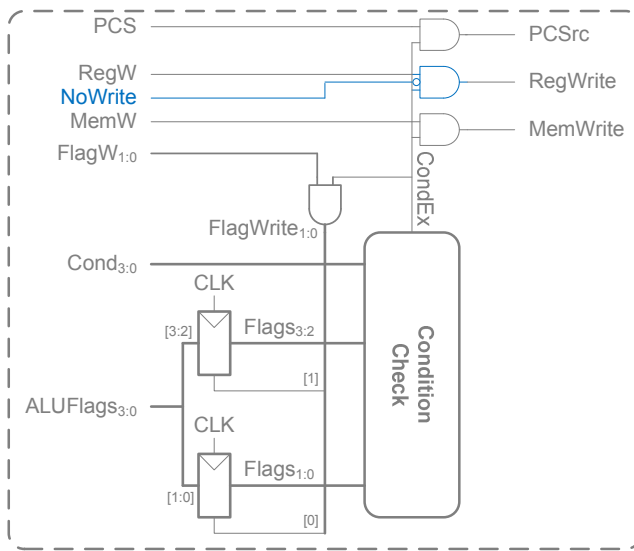 PCS
PCSrc
RegW
NoWrite
RegWrite
MemW
MemWrite
FlagW1:0
CondEx
FlagWrite1:0
Cond3:0
CLK
[3:2]
Flags3:2
Condition
Check
[1]
ALUFlags3:0
CLK
Flags1:0
[1:0]
[0]